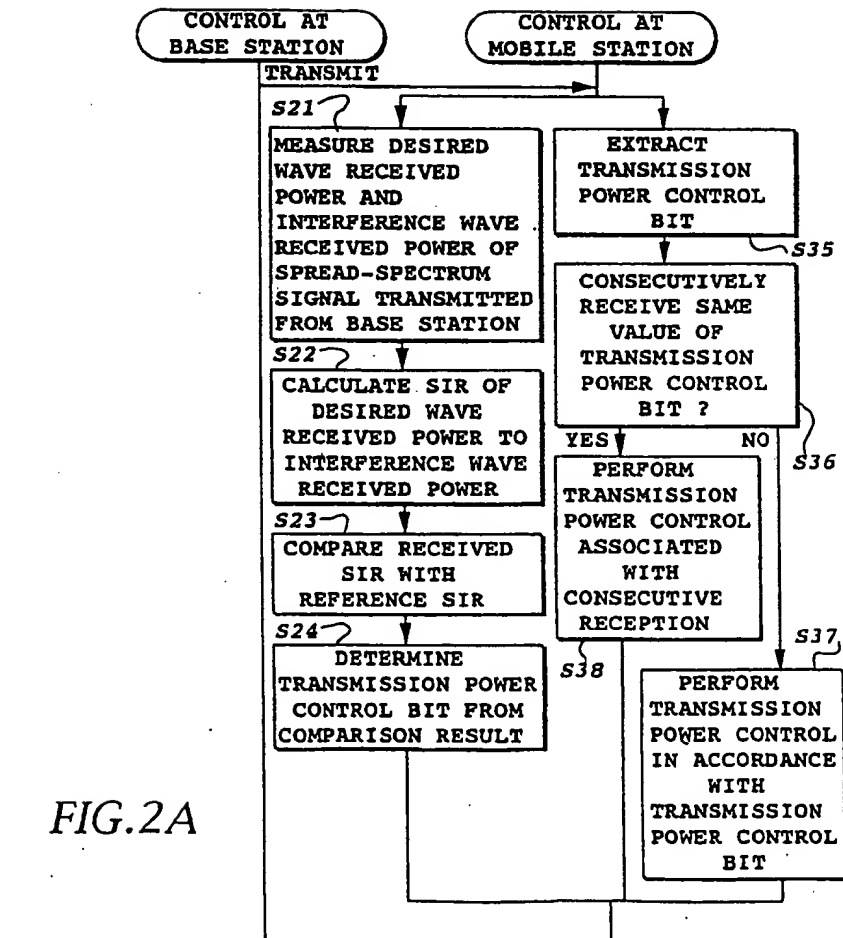 CONTROL AT
BASE STATION
CONTROL AT
MOBILE STATION
TRANSMIT
S21
MEASURE DESIRED
WAVE RECEIVED
POWER AND
INTERFERENCE WAVE
RECEIVED POWER OF
SPREAD-SPECTRUM
SIGNAL TRANSMITTED
FROM BASE STATION
S22
CALCULATE SIR OF
DESIRED WAVE
RECEIVED POWER TO
INTERFERENCE WAVE
RECEIVED POWER
S23
COMPARE RECEIVED
SIR WITH
REFERENCE SIR
S24
DETERMINE
TRANSMISSION POWER
CONTROL BIT FROM
COMPARISON RESULT
EXTRACT
TRANSMISSION
POWER CONTROL
BIT
S35
CONSECUTIVELY
RECEIVE SAME
VALUE OF
TRANSMISSION
POWER CONTROL
BIT ?
S36
YES
NO
PERFORM
TRANSMISSION
POWER CONTROL
ASSOCIATED
WITH
CONSECUTIVE
RECEPTION
S38
S37
PERFORM
TRANSMISSION
POWER CONTROL
IN ACCORDANCE
WITH
TRANSMISSION
POWER CONTROL
BIT
FIG.2A